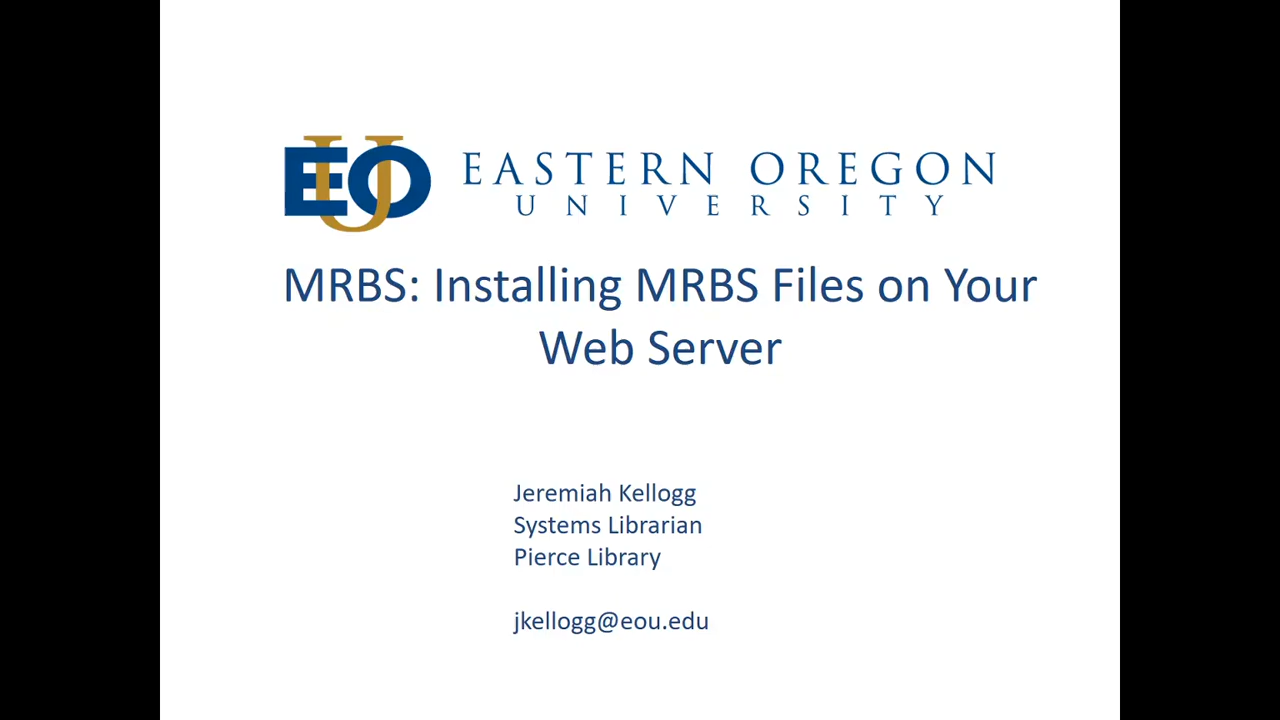 EOU EASTERN OREGON
UNIVERSITY
MRBS: Installing MRBS Files on Your
Web Server
Jeremiah Kellogg
Systems Librarian
Pierce Library
jkellogg@eou.edu